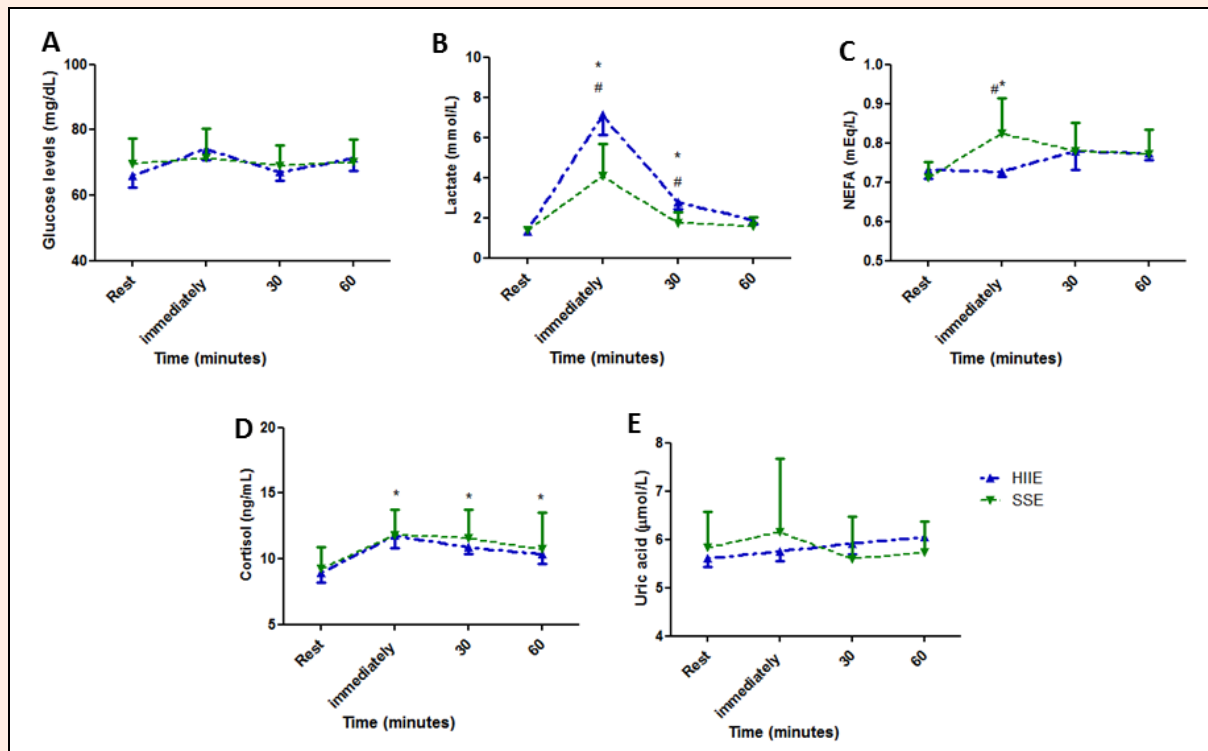 A
Glucose levels (mg/dL)
100
80
60
40
Rest
immediately
30
60
Time (minutes)
B
Lactate (mmol/L)
10
8
6
4
2
0
*
#
*
#
Rest
immediately
30
60
Time (minutes)
C
NEFA (mEq/L)
1.0
0.9
0.8
0.7
0.6
0.5
#*
Rest
immediately
30
60
Time (minutes)
D
Cortisol (ng/mL)
20
15
10
5
*
*
*
Rest
immediately
30
60
Time (minutes)
E
Uric acid (µmol/L)
8
7
6
5
4
Rest
immediately
30
60
Time (minutes)
HIIE
SSE